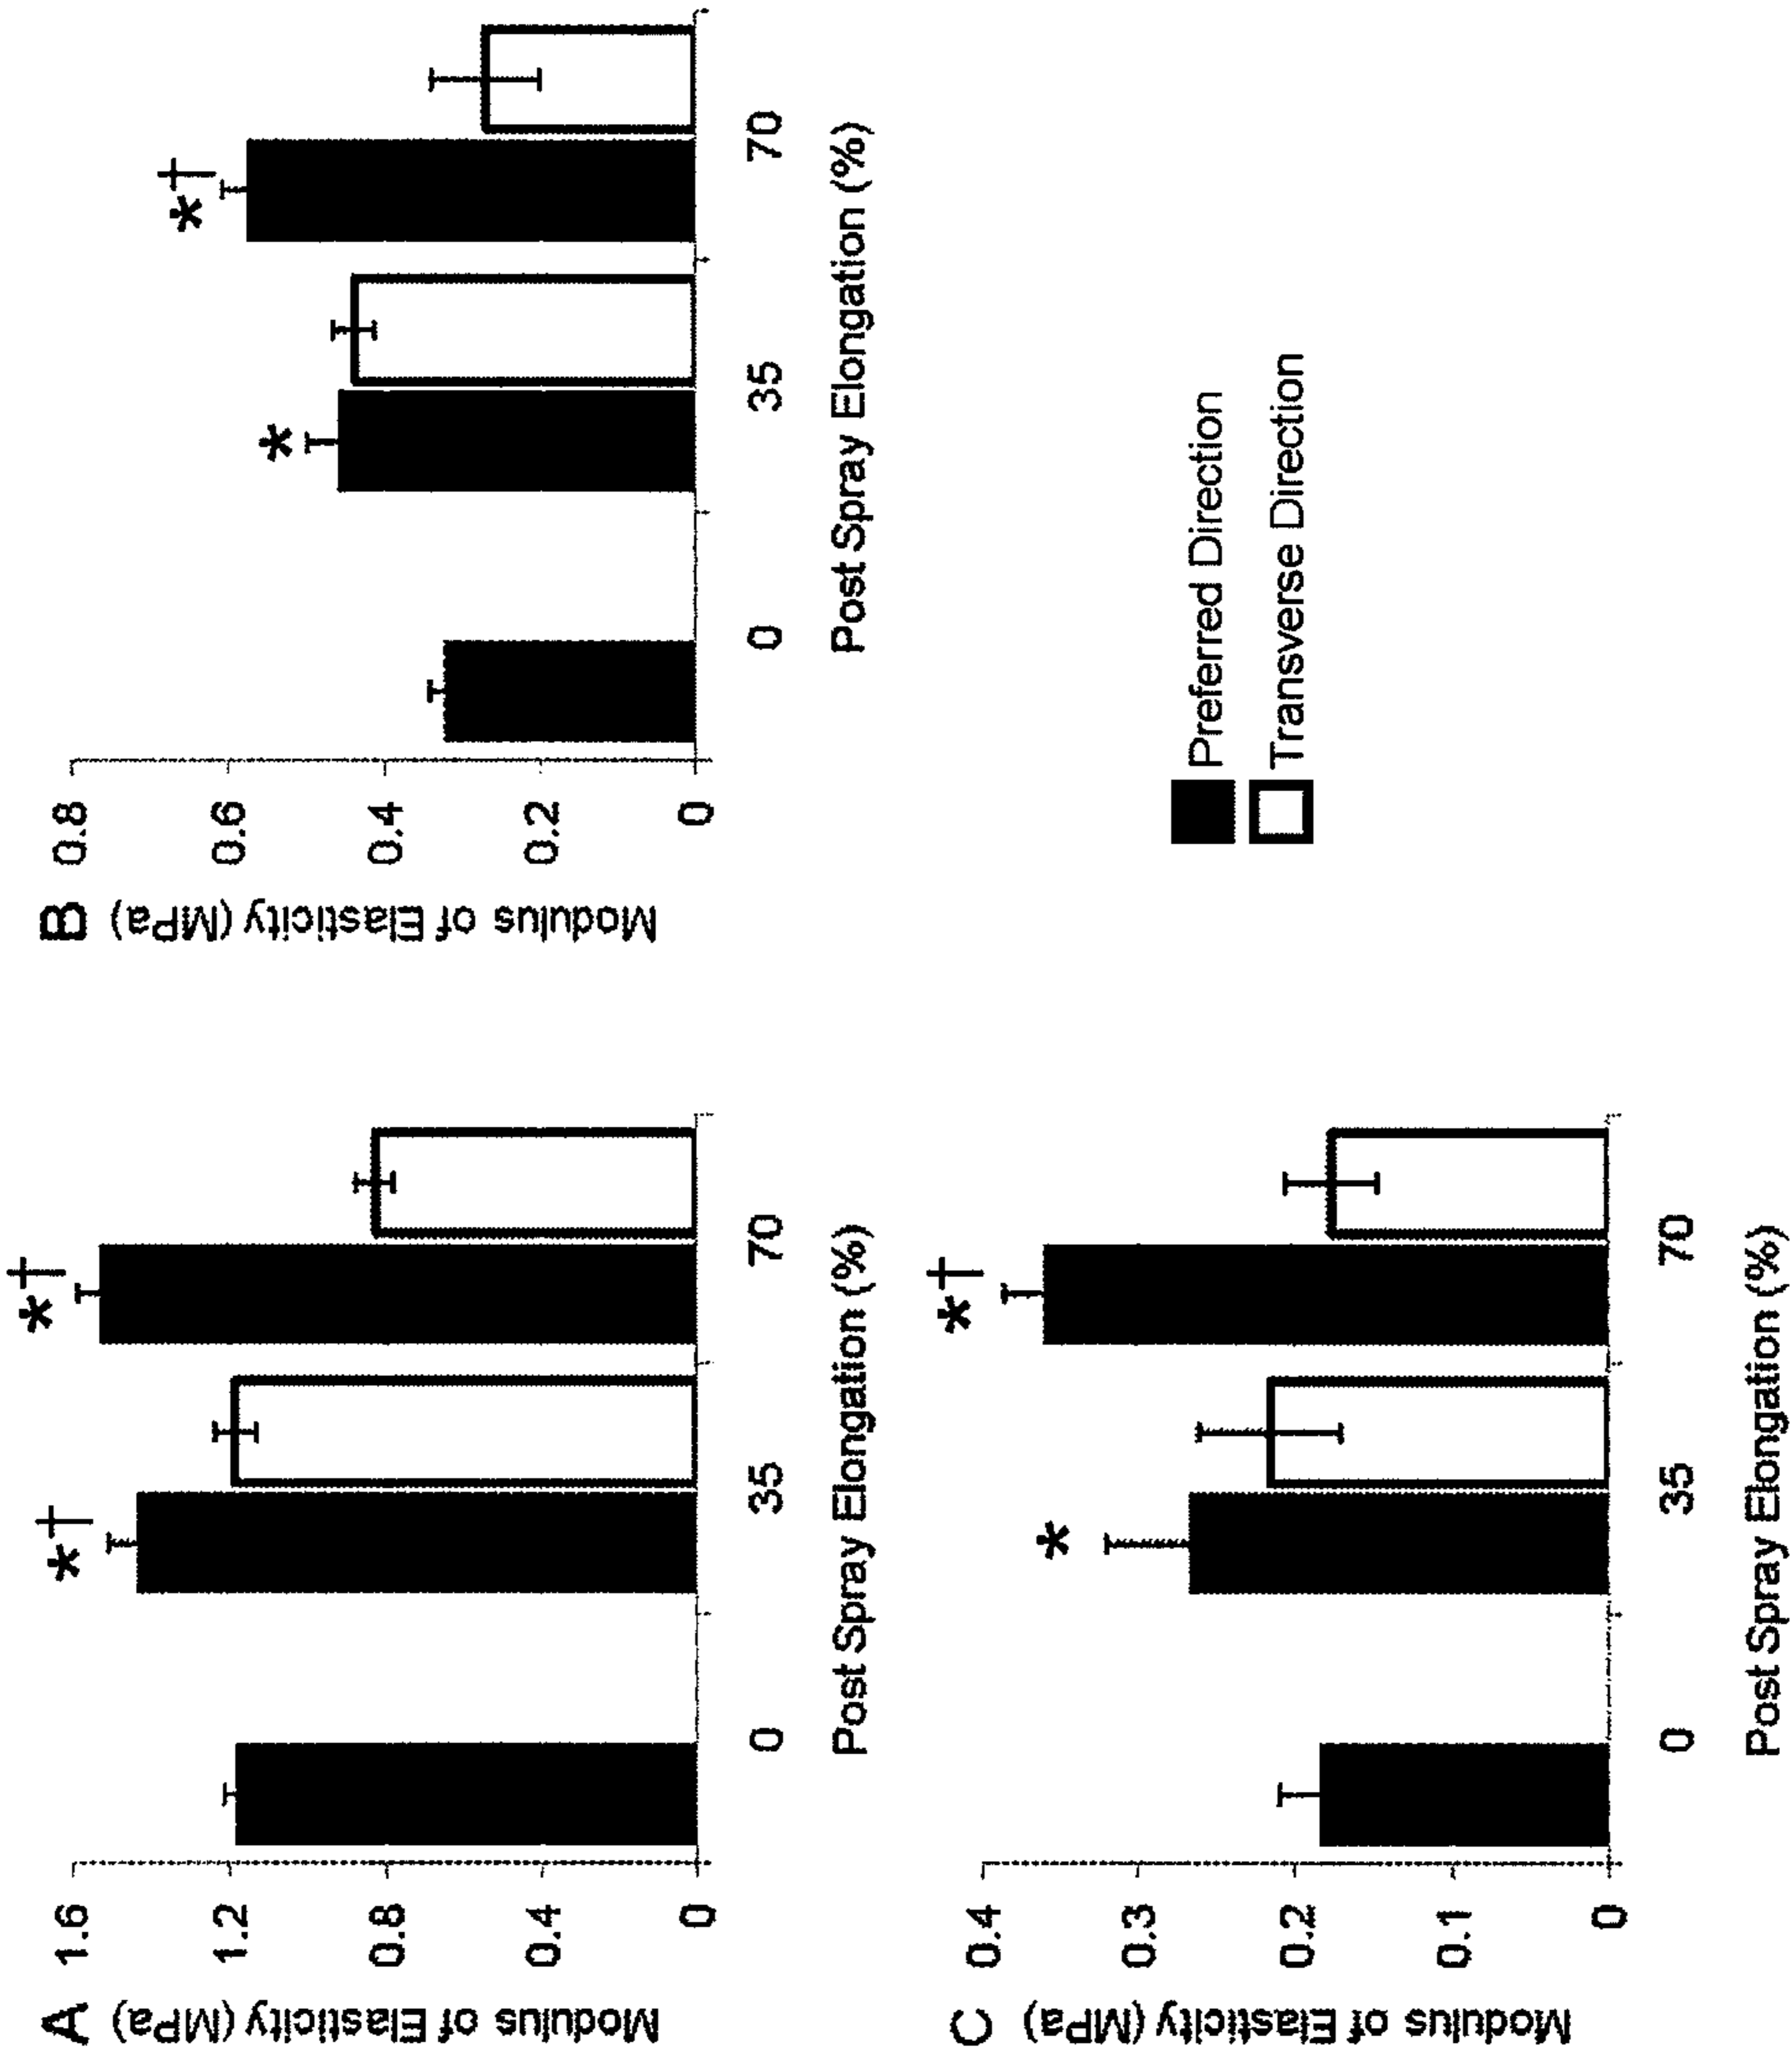 A
Modulus of Elasticity (MPa)
1.6
1.2
0.8
0.4
0
*†
*†
0
35
70
Post Spray Elongation (%)
B
Modulus of Elasticity (MPa)
0.8
0.6
0.4
0.2
0
*
*†
0
35
70
Post Spray Elongation (%)
C
Modulus of Elasticity (MPa)
0.4
0.3
0.2
0.1
0
*
*†
0
35
70
Post Spray Elongation (%)
Preferred Direction
Transverse Direction